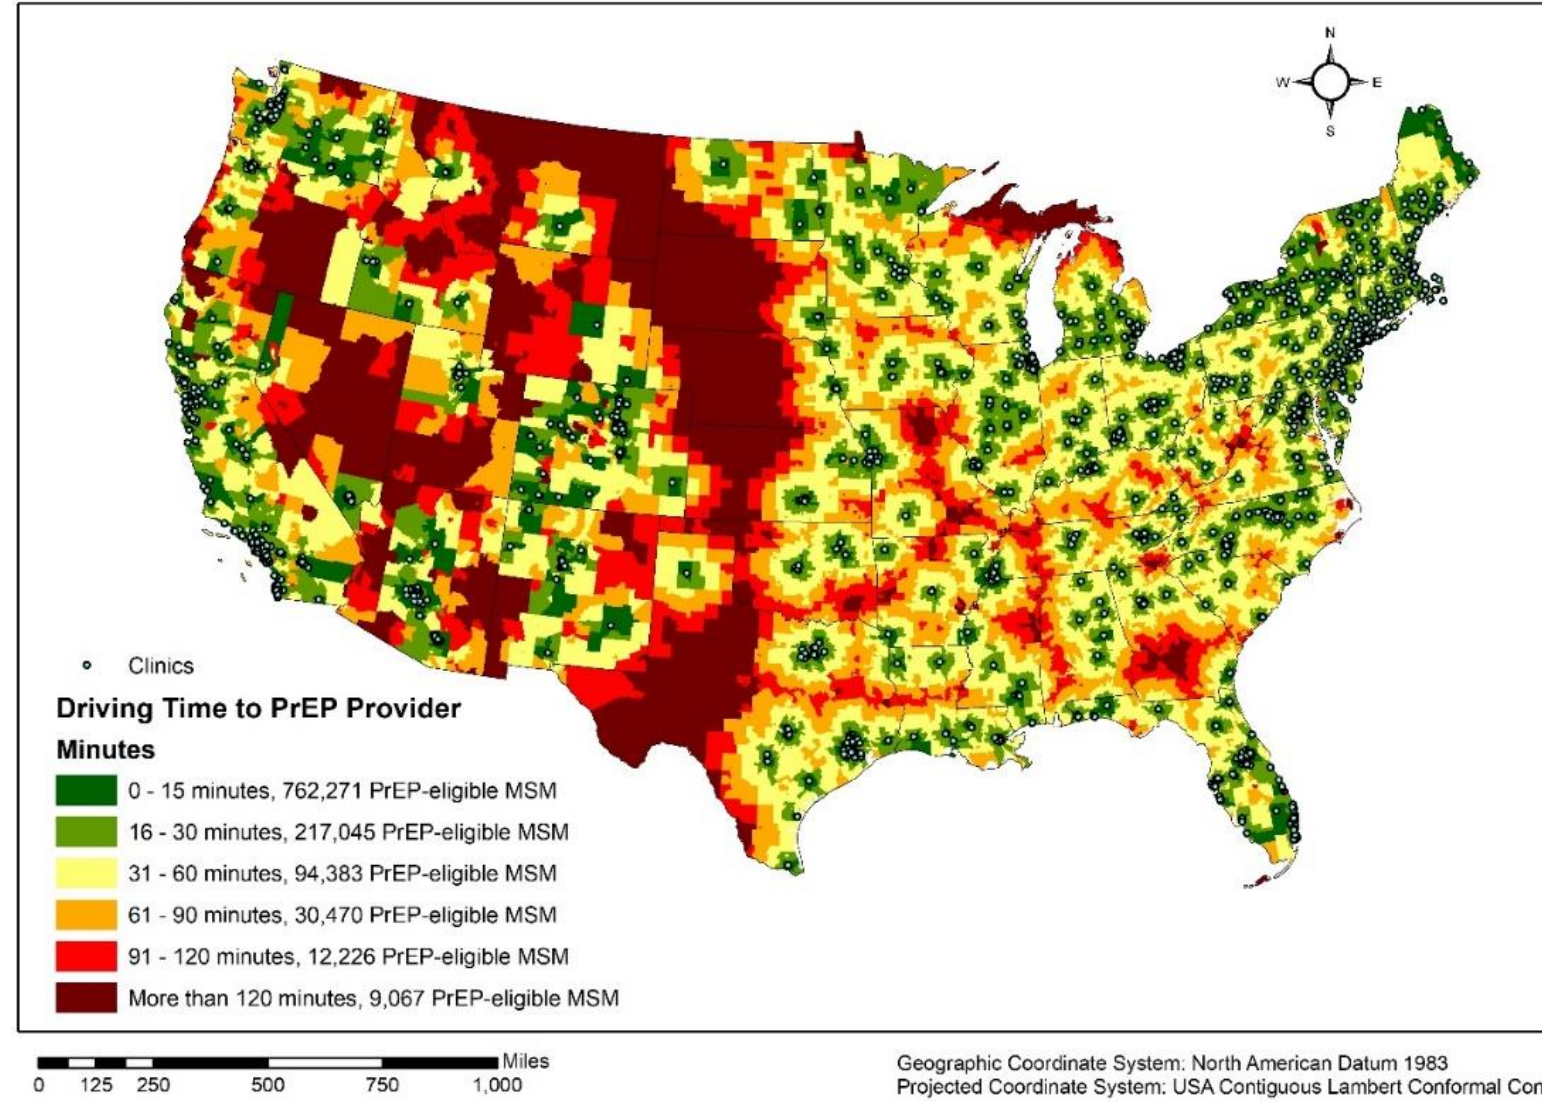 N
W E
S
Clinics
Driving Time to PrEP Provider
Minutes
0 - 15 minutes, 762,271 PrEP-eligible MSM
16 - 30 minutes, 217,045 PrEP-eligible MSM
31 - 60 minutes, 94,383 PrEP-eligible MSM
61 - 90 minutes, 30,470 PrEP-eligible MSM
91 - 120 minutes, 12,226 PrEP-eligible MSM
More than 120 minutes, 9,067 PrEP-eligible MSM
Miles
0 125 250 500 750 1,000
Geographic Coordinate System: North American Datum 1983
Projected Coordinate System: USA Contiguous Lambert Conformal Con